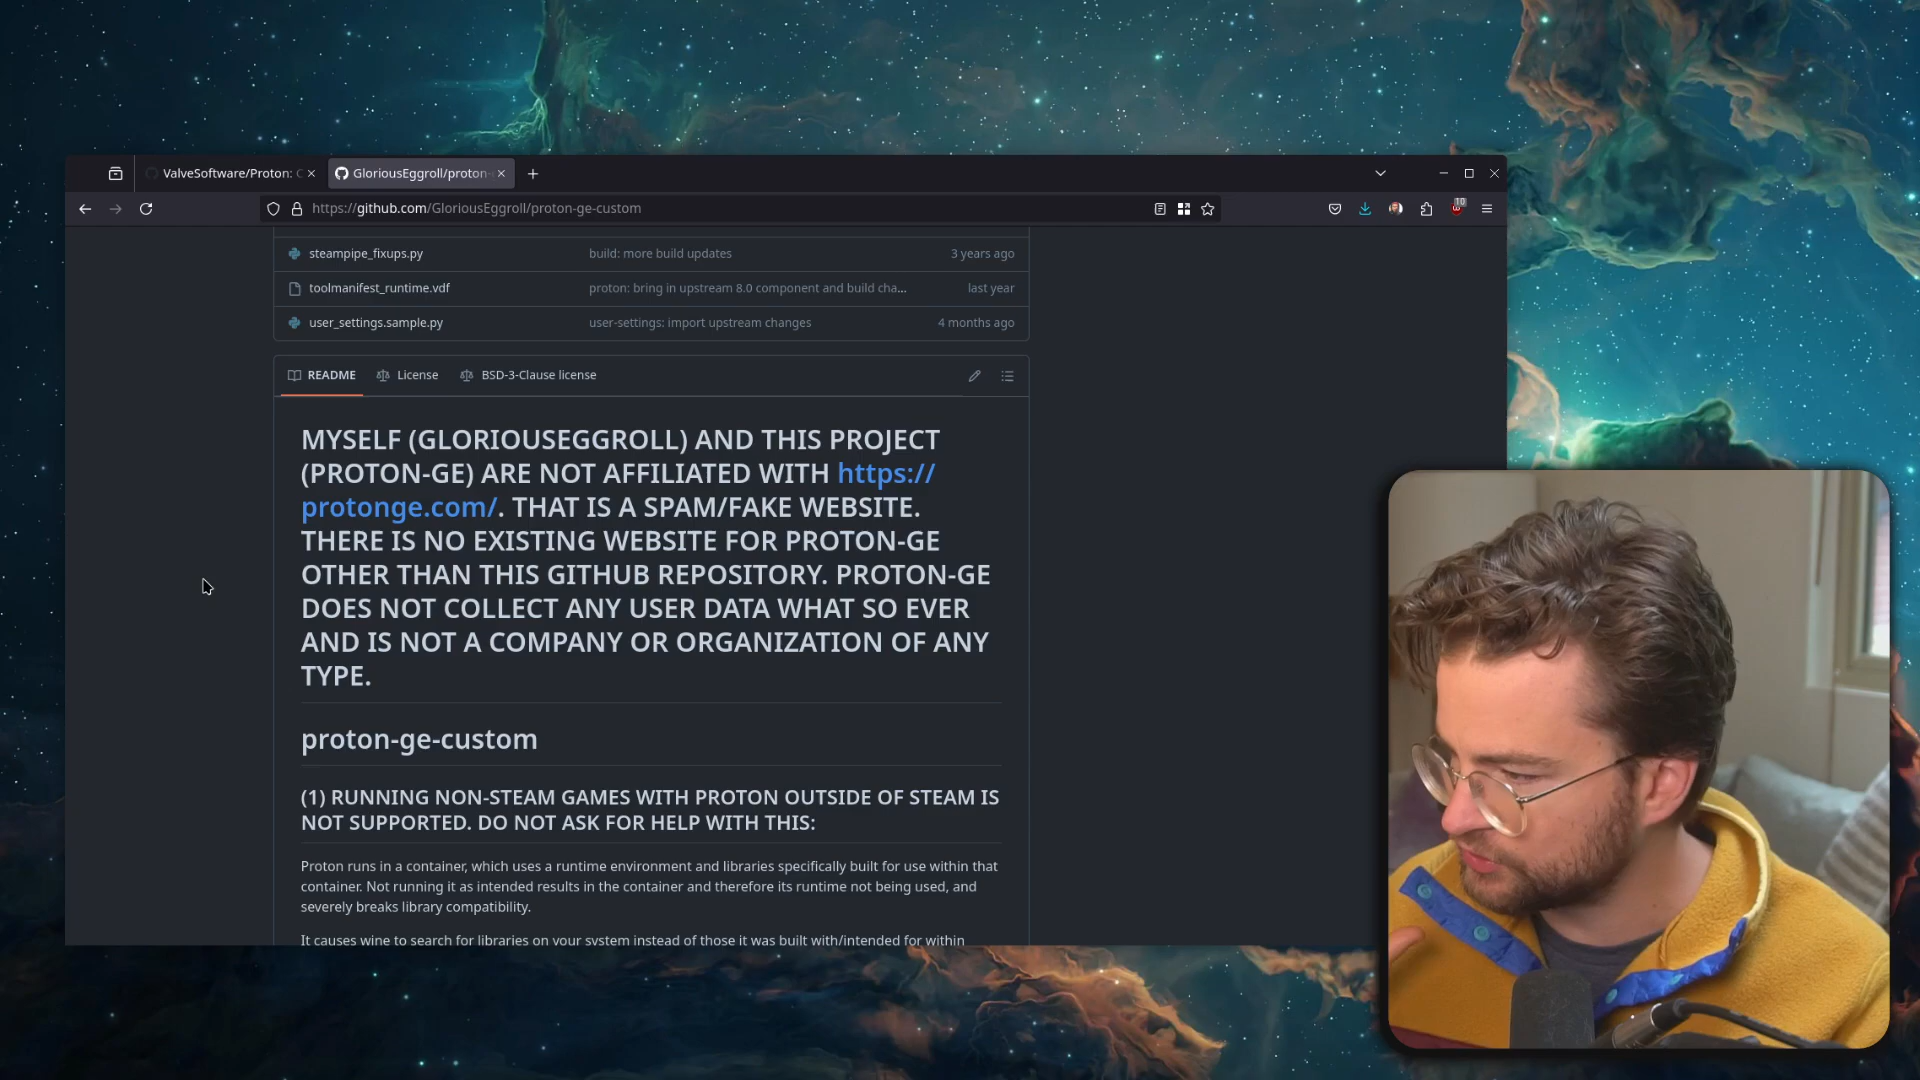 ValveSoftware/Proton: C
GloriousEggroll/proton-
https://github.com/GloriousEggroll/proton-ge-custom
10
steampipe_fixups.py build: more build updates 3 years ago
toolmanifest_runtime.vdf proton: bring in upstream 8.0 component and build cha... last year
user_settings.sample.py user-settings: import upstream changes 4 months ago
README License BSD-3-Clause license
MYSELF (GLORIOUSEGGROLL) AND THIS PROJECT
(PROTON-GE) ARE NOT AFFILIATED WITH https://
protonge.com/. THAT IS A SPAM/FAKE WEBSITE.
THERE IS NO EXISTING WEBSITE FOR PROTON-GE
OTHER THAN THIS GITHUB REPOSITORY. PROTON-GE
DOES NOT COLLECT ANY USER DATA WHAT SO EVER
AND IS NOT A COMPANY OR ORGANIZATION OF ANY
TYPE.
proton-ge-custom
(1) RUNNING NON-STEAM GAMES WITH PROTON OUTSIDE OF STEAM IS
NOT SUPPORTED. DO NOT ASK FOR HELP WITH THIS:
Proton runs in a container, which uses a runtime environment and libraries specifically built for use within that
container. Not running it as intended results in the container and therefore its runtime not being used, and
severely breaks library compatibility.
It causes wine to search for libraries on your system instead of those it was built with/intended for within